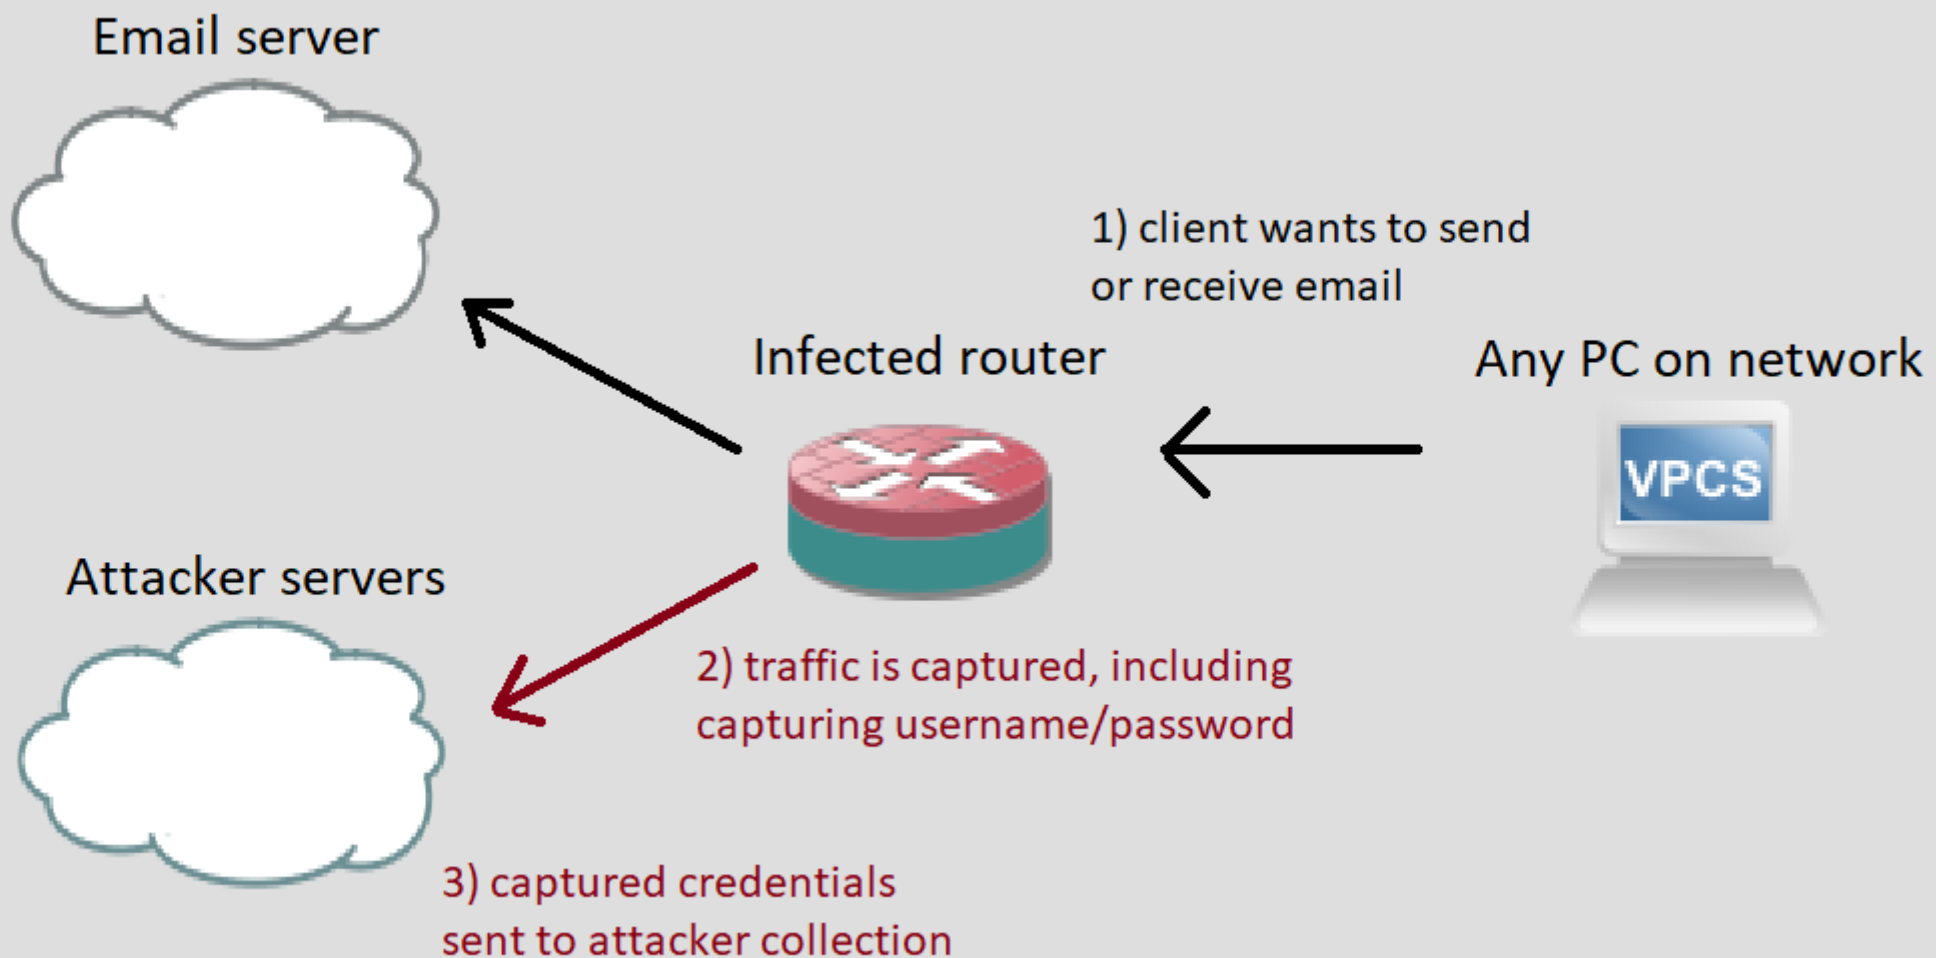 Email server
1) client wants to send
or receive email
Infected router
Any PC on network
VPCS
Attacker servers
2) traffic is captured, including
capturing username/password
3) captured credentials
sent to attacker collection